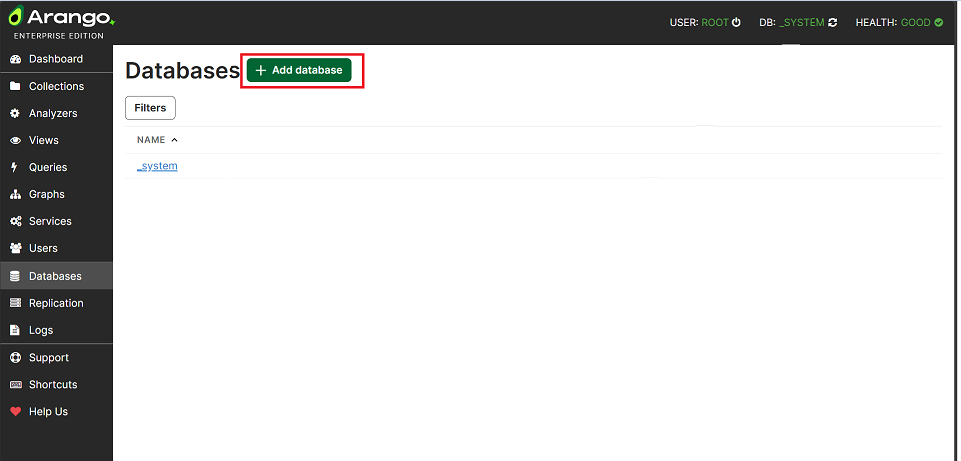 Arango
ENTERPRISE EDITION
USER: ROOT DB: _SYSTEM HEALTH: GOOD
Dashboard
Collections
Analyzers
Views
Queries
Graphs
Services
Users
Databases
Replication
Logs
Support
Shortcuts
Help Us
Databases + Add database
Filters
NAME
_system